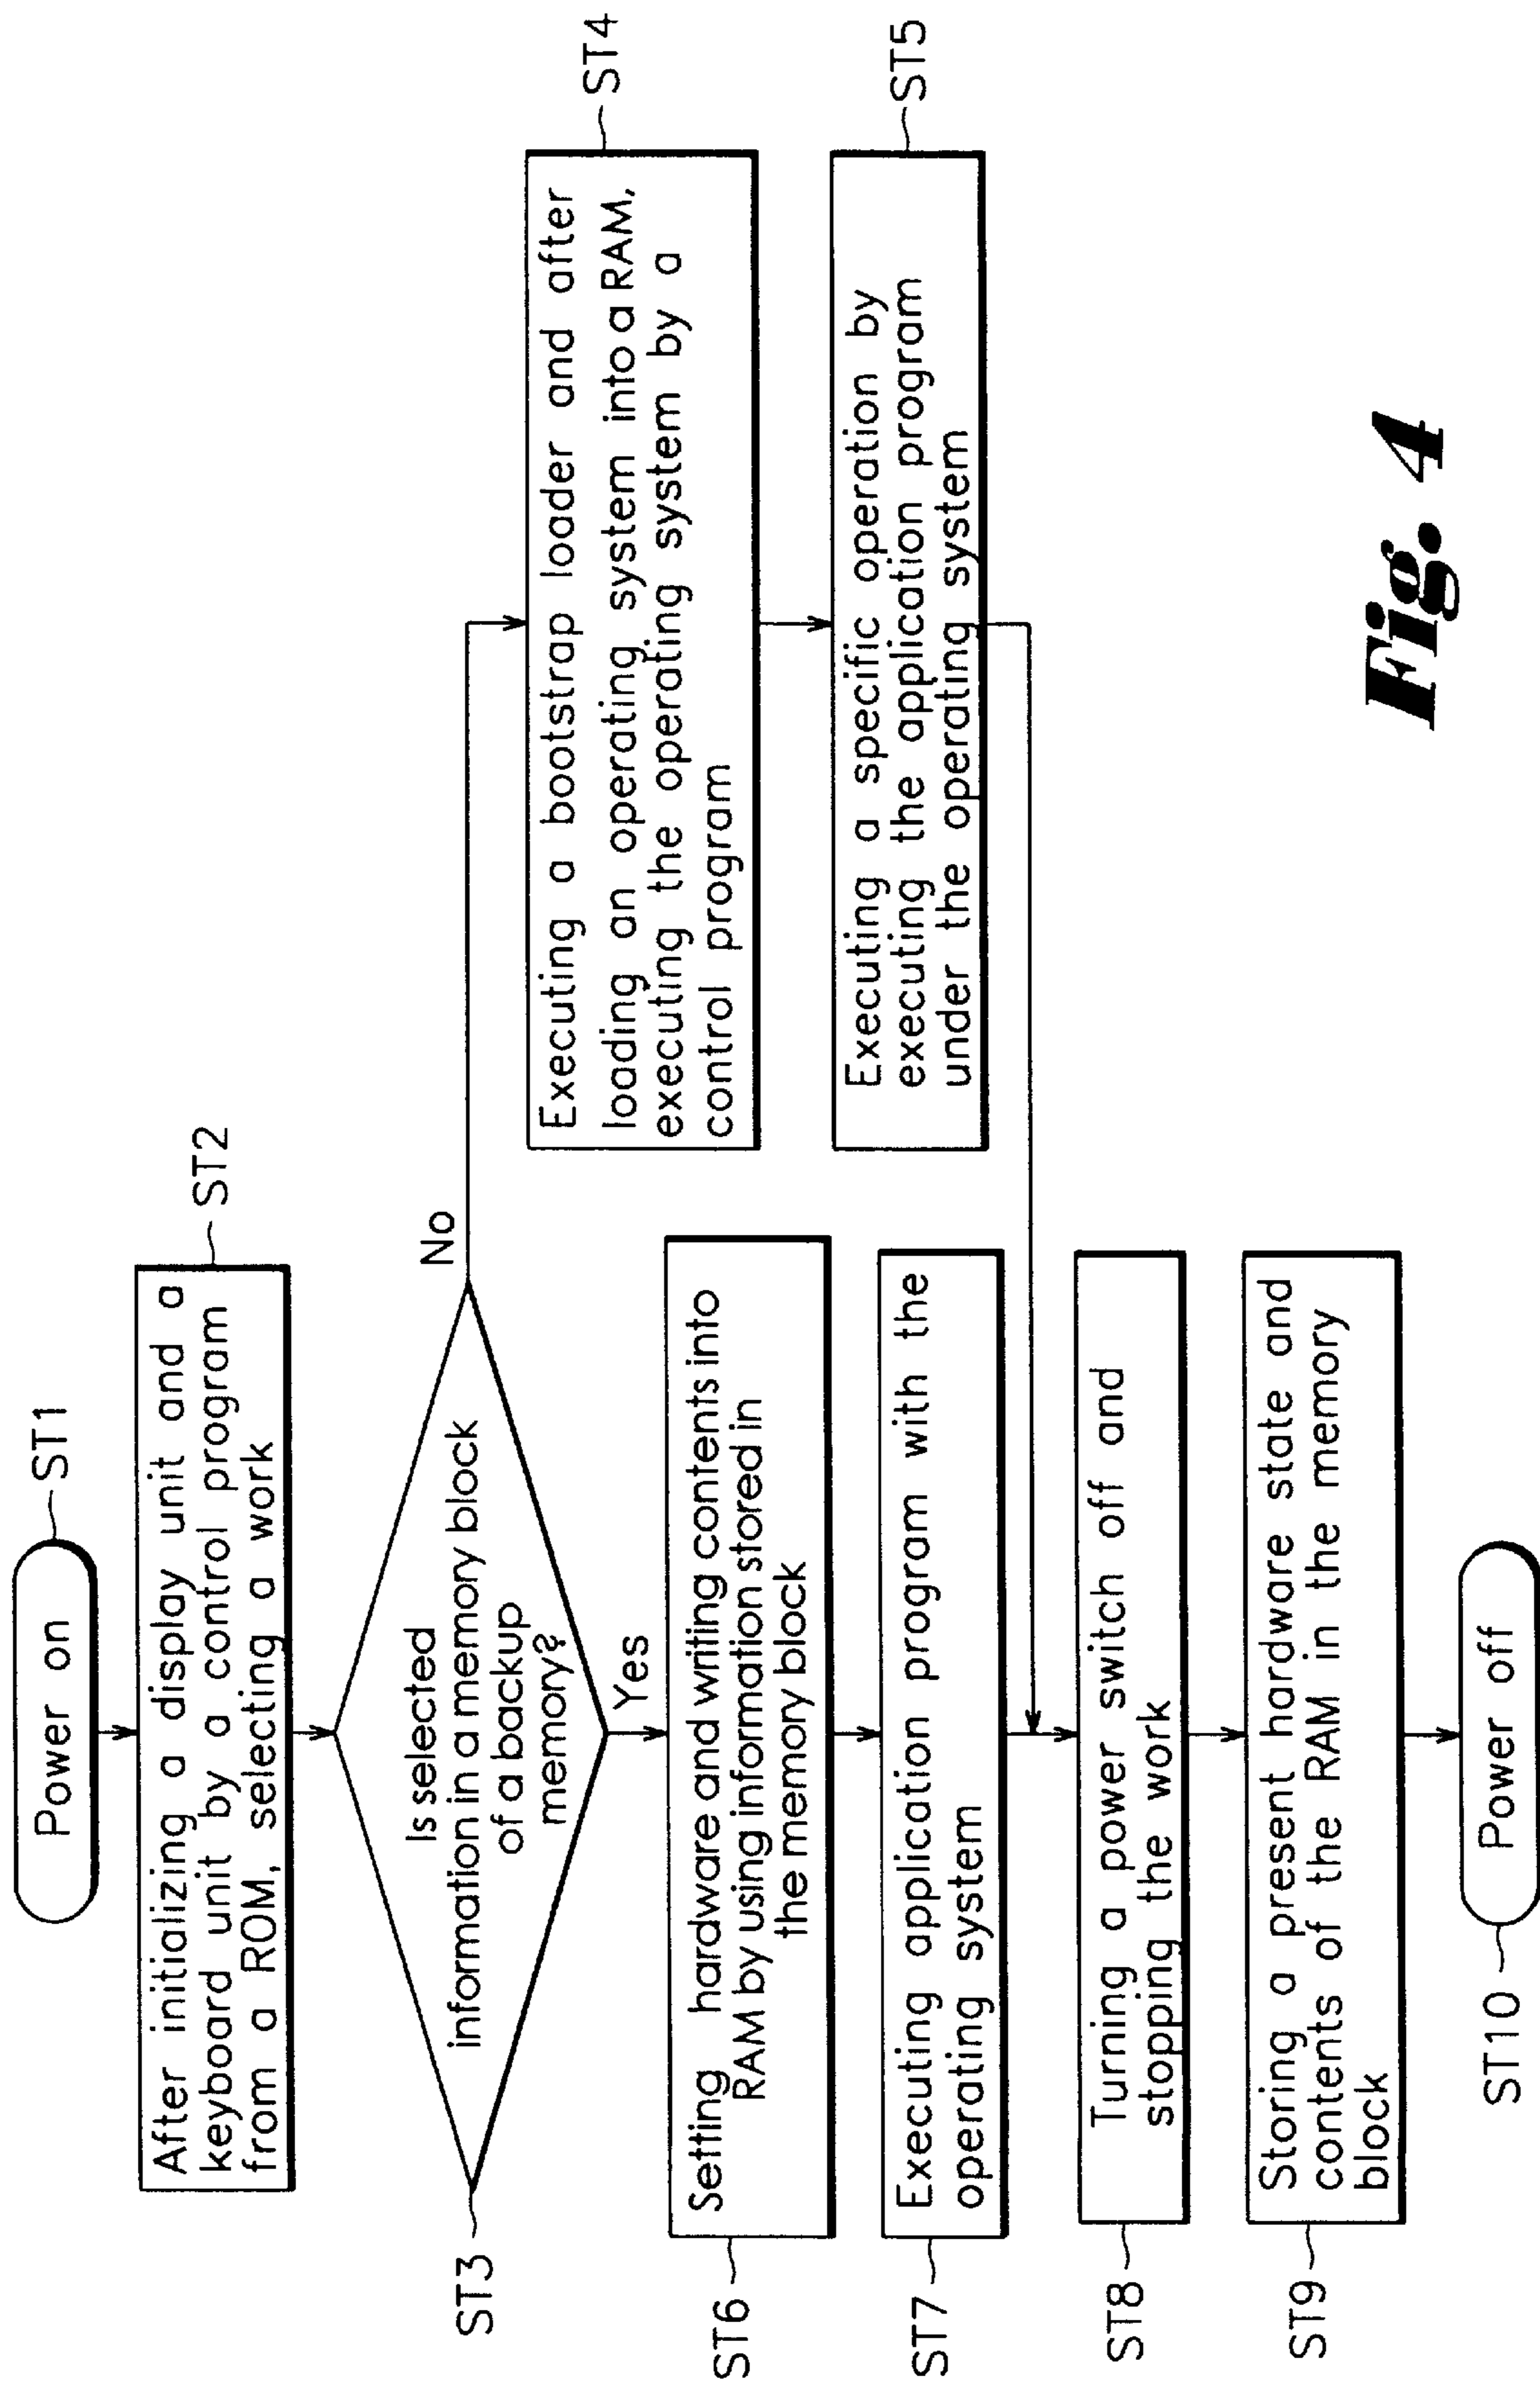 Power on
ST1
After initializing a display unit and a
keyboard unit by a control program
from a ROM, selecting a work
ST2
Is selected
information in a memory block
of a backup
memory?
ST3
No
Yes
Executing a bootstrap loader and after
loading an operating system into a RAM,
executing the operating system by a
control program
ST4
Executing a specific operation by
executing the application program
under the operating system
ST5
Setting hardware and writing contents into
RAM by using information stored in
the memory block
ST6
Executing application program with the
operating system
ST7
Turning a power switch off and
stopping the work
ST8
Storing a present hardware state and
contents of the RAM in the memory
block
ST9
Power off
ST10
Fig. 4